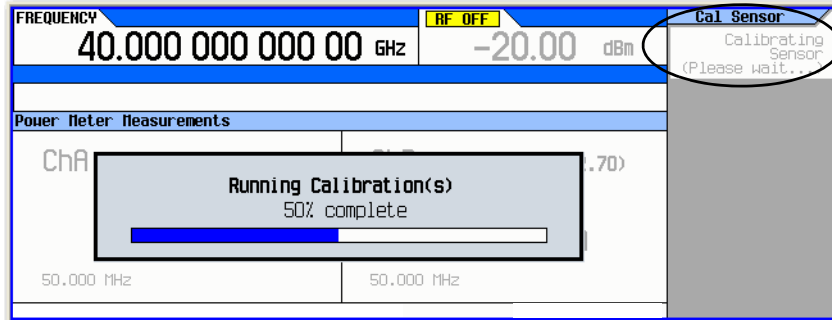 FREQUENCY
40.000 000 000 00 GHz
RF OFF
-20.00 dBm
Cal Sensor
Calibrating
Sensor
(Please wait...)
Power Meter Measurements
ChA
.70)
Running Calibration(s)
50% complete
50.000 MHz
50.000 MHz